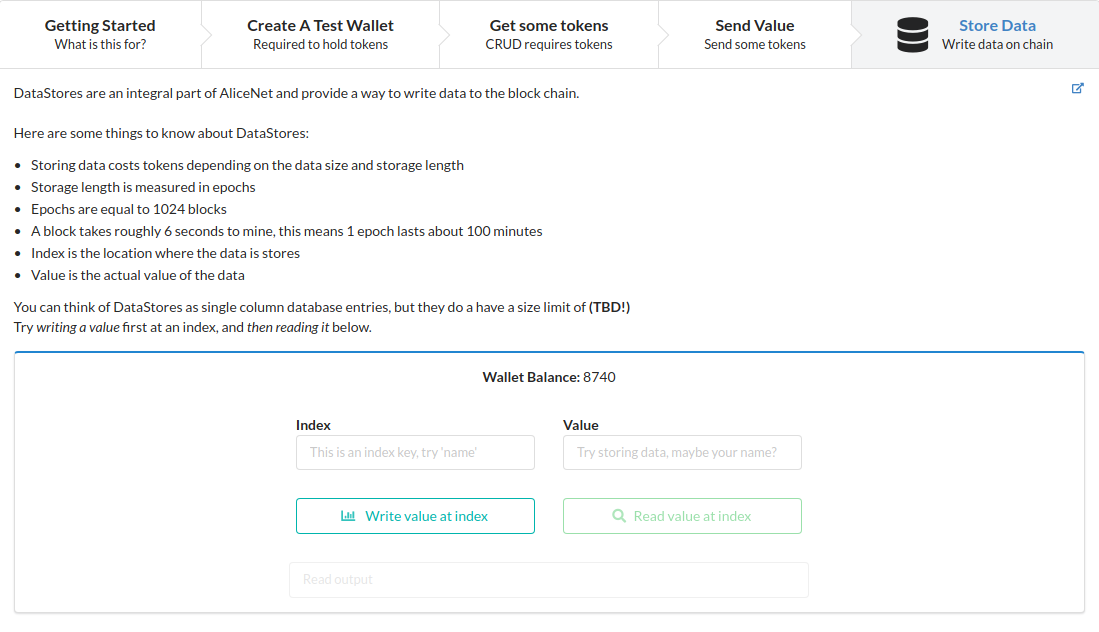 Getting Started
What is this for?
Create A Test Wallet
Required to hold tokens
Get some tokens
CRUD requires tokens
Send Value
Send some tokens
Store Data
Write data on chain
DataStores are an integral part of AliceNet and provide a way to write data to the block chain.
Here are some things to know about DataStores:
Storing data costs tokens depending on the data size and storage length
Storage length is measured in epochs
Epochs are equal to 1024 blocks
A block takes roughly 6 seconds to mine, this means 1 epoch lasts about 100 minutes
Index is the location where the data is stores
Value is the actual value of the data
You can think of DataStores as single column database entries, but they do a have a size limit of (TBD!)
Try writing a value first at an index, and then reading it below.
Wallet Balance: 8740
Index
Value
This is an index key, try 'name'
Try storing data, maybe your name?
Write value at index
Read value at index
Read output